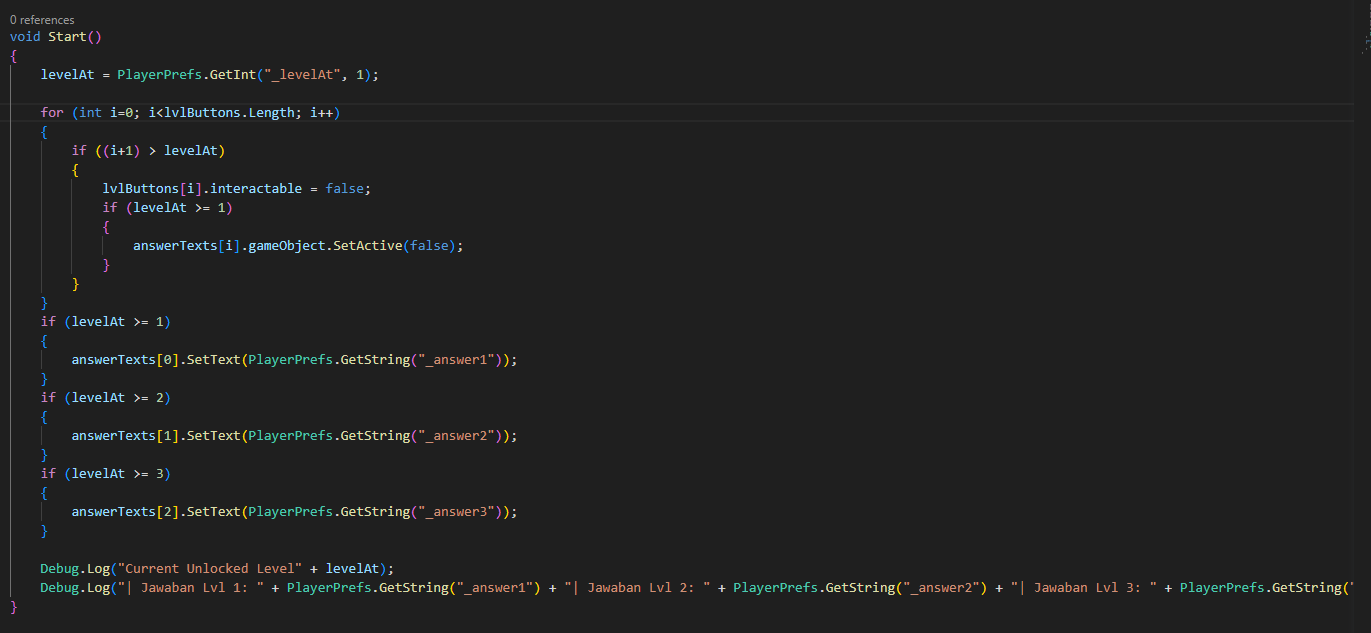 0 references
void Start()
{
levelAt = PlayerPrefs.GetInt("_levelAt", 1);
for (int i=0; i<lvlButtons.Length; i++)
{
if ((i+1) > levelAt)
{
lvlButtons[i].interactable = false;
if (levelAt >= 1)
{
answerTexts[i].gameObject.SetActive(false);
}
}
}
if (levelAt >= 1)
{
answerTexts[0].SetText(PlayerPrefs.GetString("_answer1"));
}
if (levelAt >= 2)
{
answerTexts[1].SetText(PlayerPrefs.GetString("_answer2"));
}
if (levelAt >= 3)
{
answerTexts[2].SetText(PlayerPrefs.GetString("_answer3"));
}
Debug.Log("Current Unlocked Level" + levelAt);
Debug.Log("| Jawaban Lvl 1: " + PlayerPrefs.GetString("_answer1") + "| Jawaban Lvl 2: " + PlayerPrefs.GetString("_answer2") + "| Jawaban Lvl 3: " + PlayerPrefs.GetString("
}